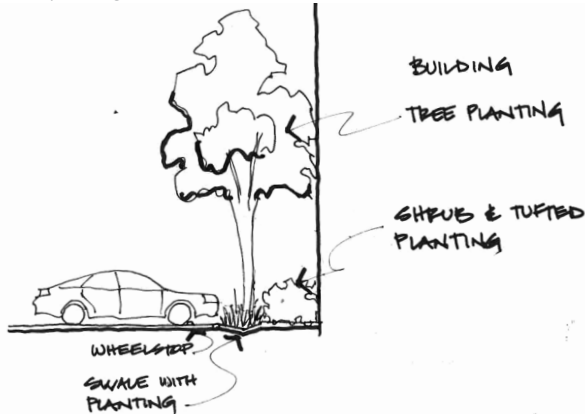 BUILDING
TREE PLANTING
SHRUB & TUFTED
PLANTING
WHEELSTOP
SWALE WITH
PLANTING